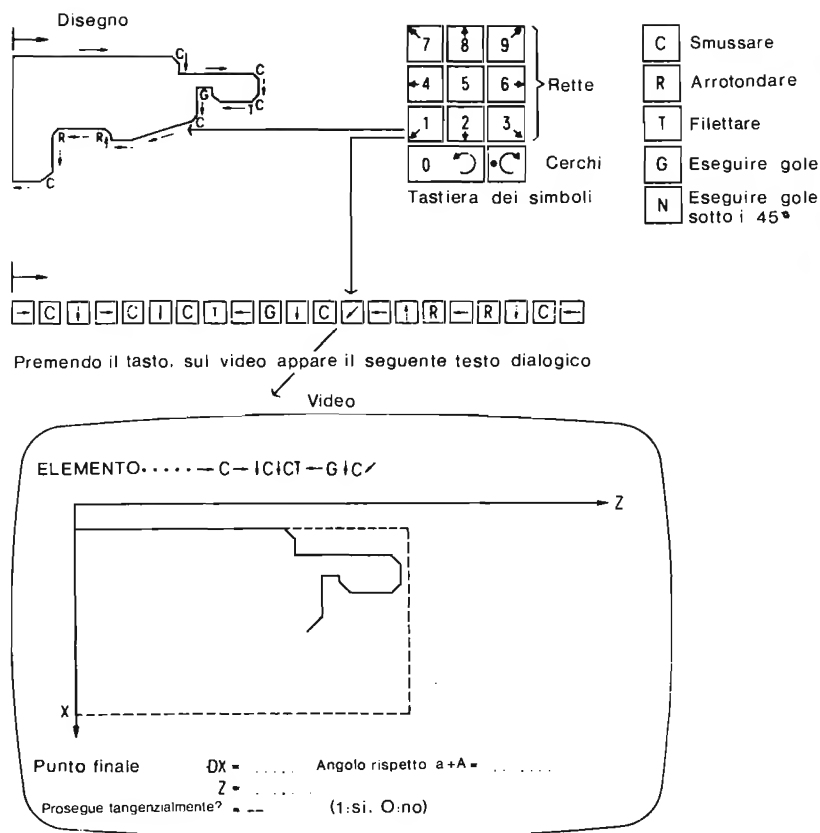 Disegno
C
C
C
T
G
C
R
R
C
7 8 9
4 5 6
1 2 3
0
Rette
Cerchi
Tastiera dei simboli
C Smussare
R Arrotondare
T Filettare
G Eseguire gole
N Eseguire gole
sotto i 45°
→ C ↓ → C ↓ C T ← G ↓ C ↙ ← ↑ R ← R ↓ C ←
Premendo il tasto, sul video appare il seguente testo dialogico
Video
ELEMENTO····· → C → ↓C↓CT ← G↓C↙
Z
X
Punto finale DX = ..... Angolo rispetto a+A = .. .....
Z = .. .....
Prosegue tangenzialmente? = -- (1:si. O:no)